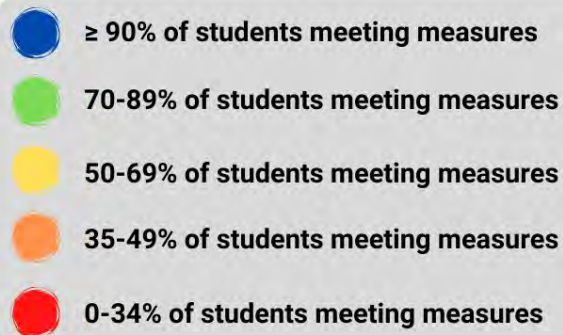 ≥ 90% of students meeting measures
70-89% of students meeting measures
50-69% of students meeting measures
35-49% of students meeting measures
0-34% of students meeting measures